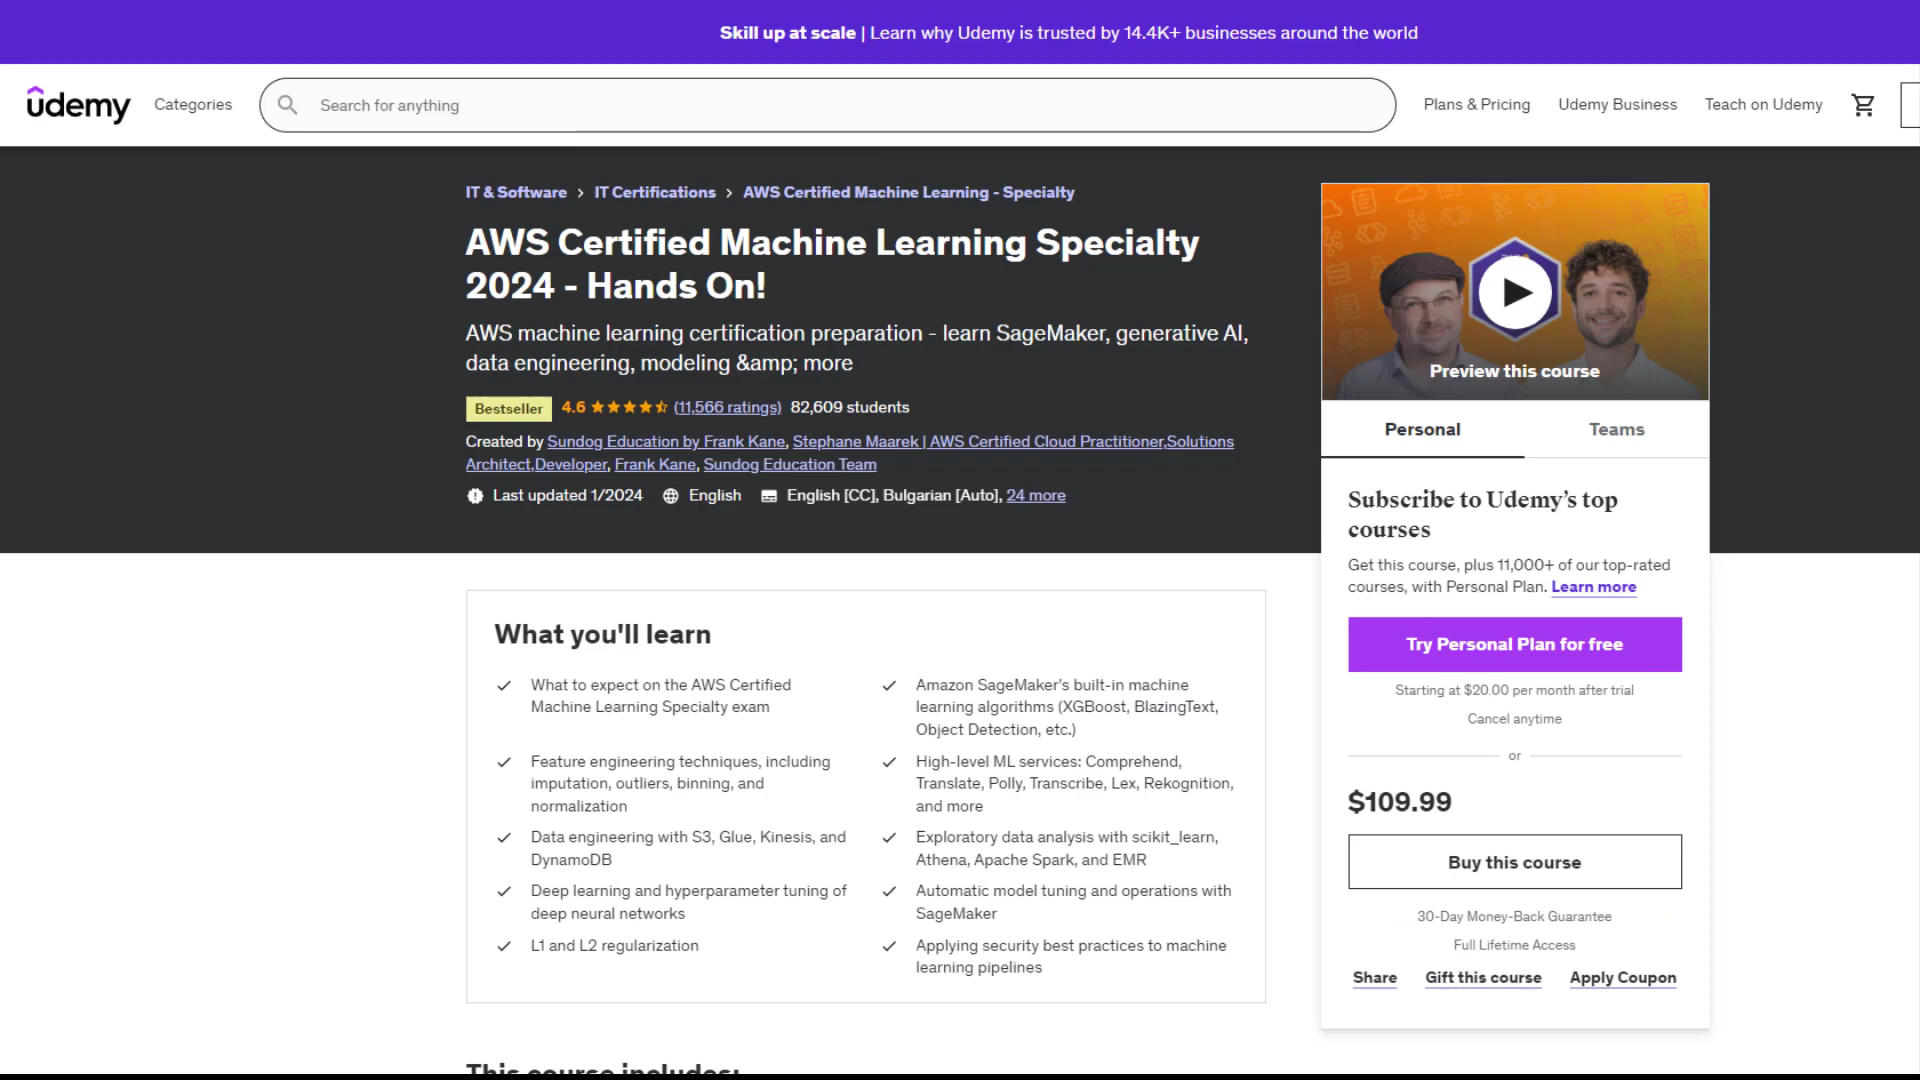 Skill up at scale | Learn why Udemy is trusted by 14.4K+ businesses around the world
udemy
Categories
Search for anything
Plans & Pricing
Udemy Business
Teach on Udemy
IT & Software > IT Certifications > AWS Certified Machine Learning - Specialty
AWS Certified Machine Learning Specialty
2024 - Hands On!
AWS machine learning certification preparation - learn SageMaker, generative AI,
data engineering, modeling &amp; more
Bestseller 4.6 (11,566 ratings) 82,609 students
Created by Sundog Education by Frank Kane, Stephane Maarek | AWS Certified Cloud Practitioner,Solutions
Architect,Developer, Frank Kane, Sundog Education Team
Last updated 1/2024 English English [CC], Bulgarian [Auto], 24 more
Preview this course
Personal
Teams
Subscribe to Udemy’s top
courses
Get this course, plus 11,000+ of our top-rated
courses, with Personal Plan. Learn more
Try Personal Plan for free
Starting at $20.00 per month after trial
Cancel anytime
or
$109.99
Buy this course
30-Day Money-Back Guarantee
Full Lifetime Access
Share
Gift this course
Apply Coupon
What you'll learn
What to expect on the AWS Certified
Machine Learning Specialty exam
Amazon SageMaker's built-in machine
learning algorithms (XGBoost, BlazingText,
Object Detection, etc.)
Feature engineering techniques, including
imputation, outliers, binning, and
normalization
High-level ML services: Comprehend,
Translate, Polly, Transcribe, Lex, Rekognition,
and more
Data engineering with S3, Glue, Kinesis, and
DynamoDB
Exploratory data analysis with scikit_learn,
Athena, Apache Spark, and EMR
Deep learning and hyperparameter tuning of
deep neural networks
Automatic model tuning and operations with
SageMaker
L1 and L2 regularization
Applying security best practices to machine
learning pipelines
This course includes: